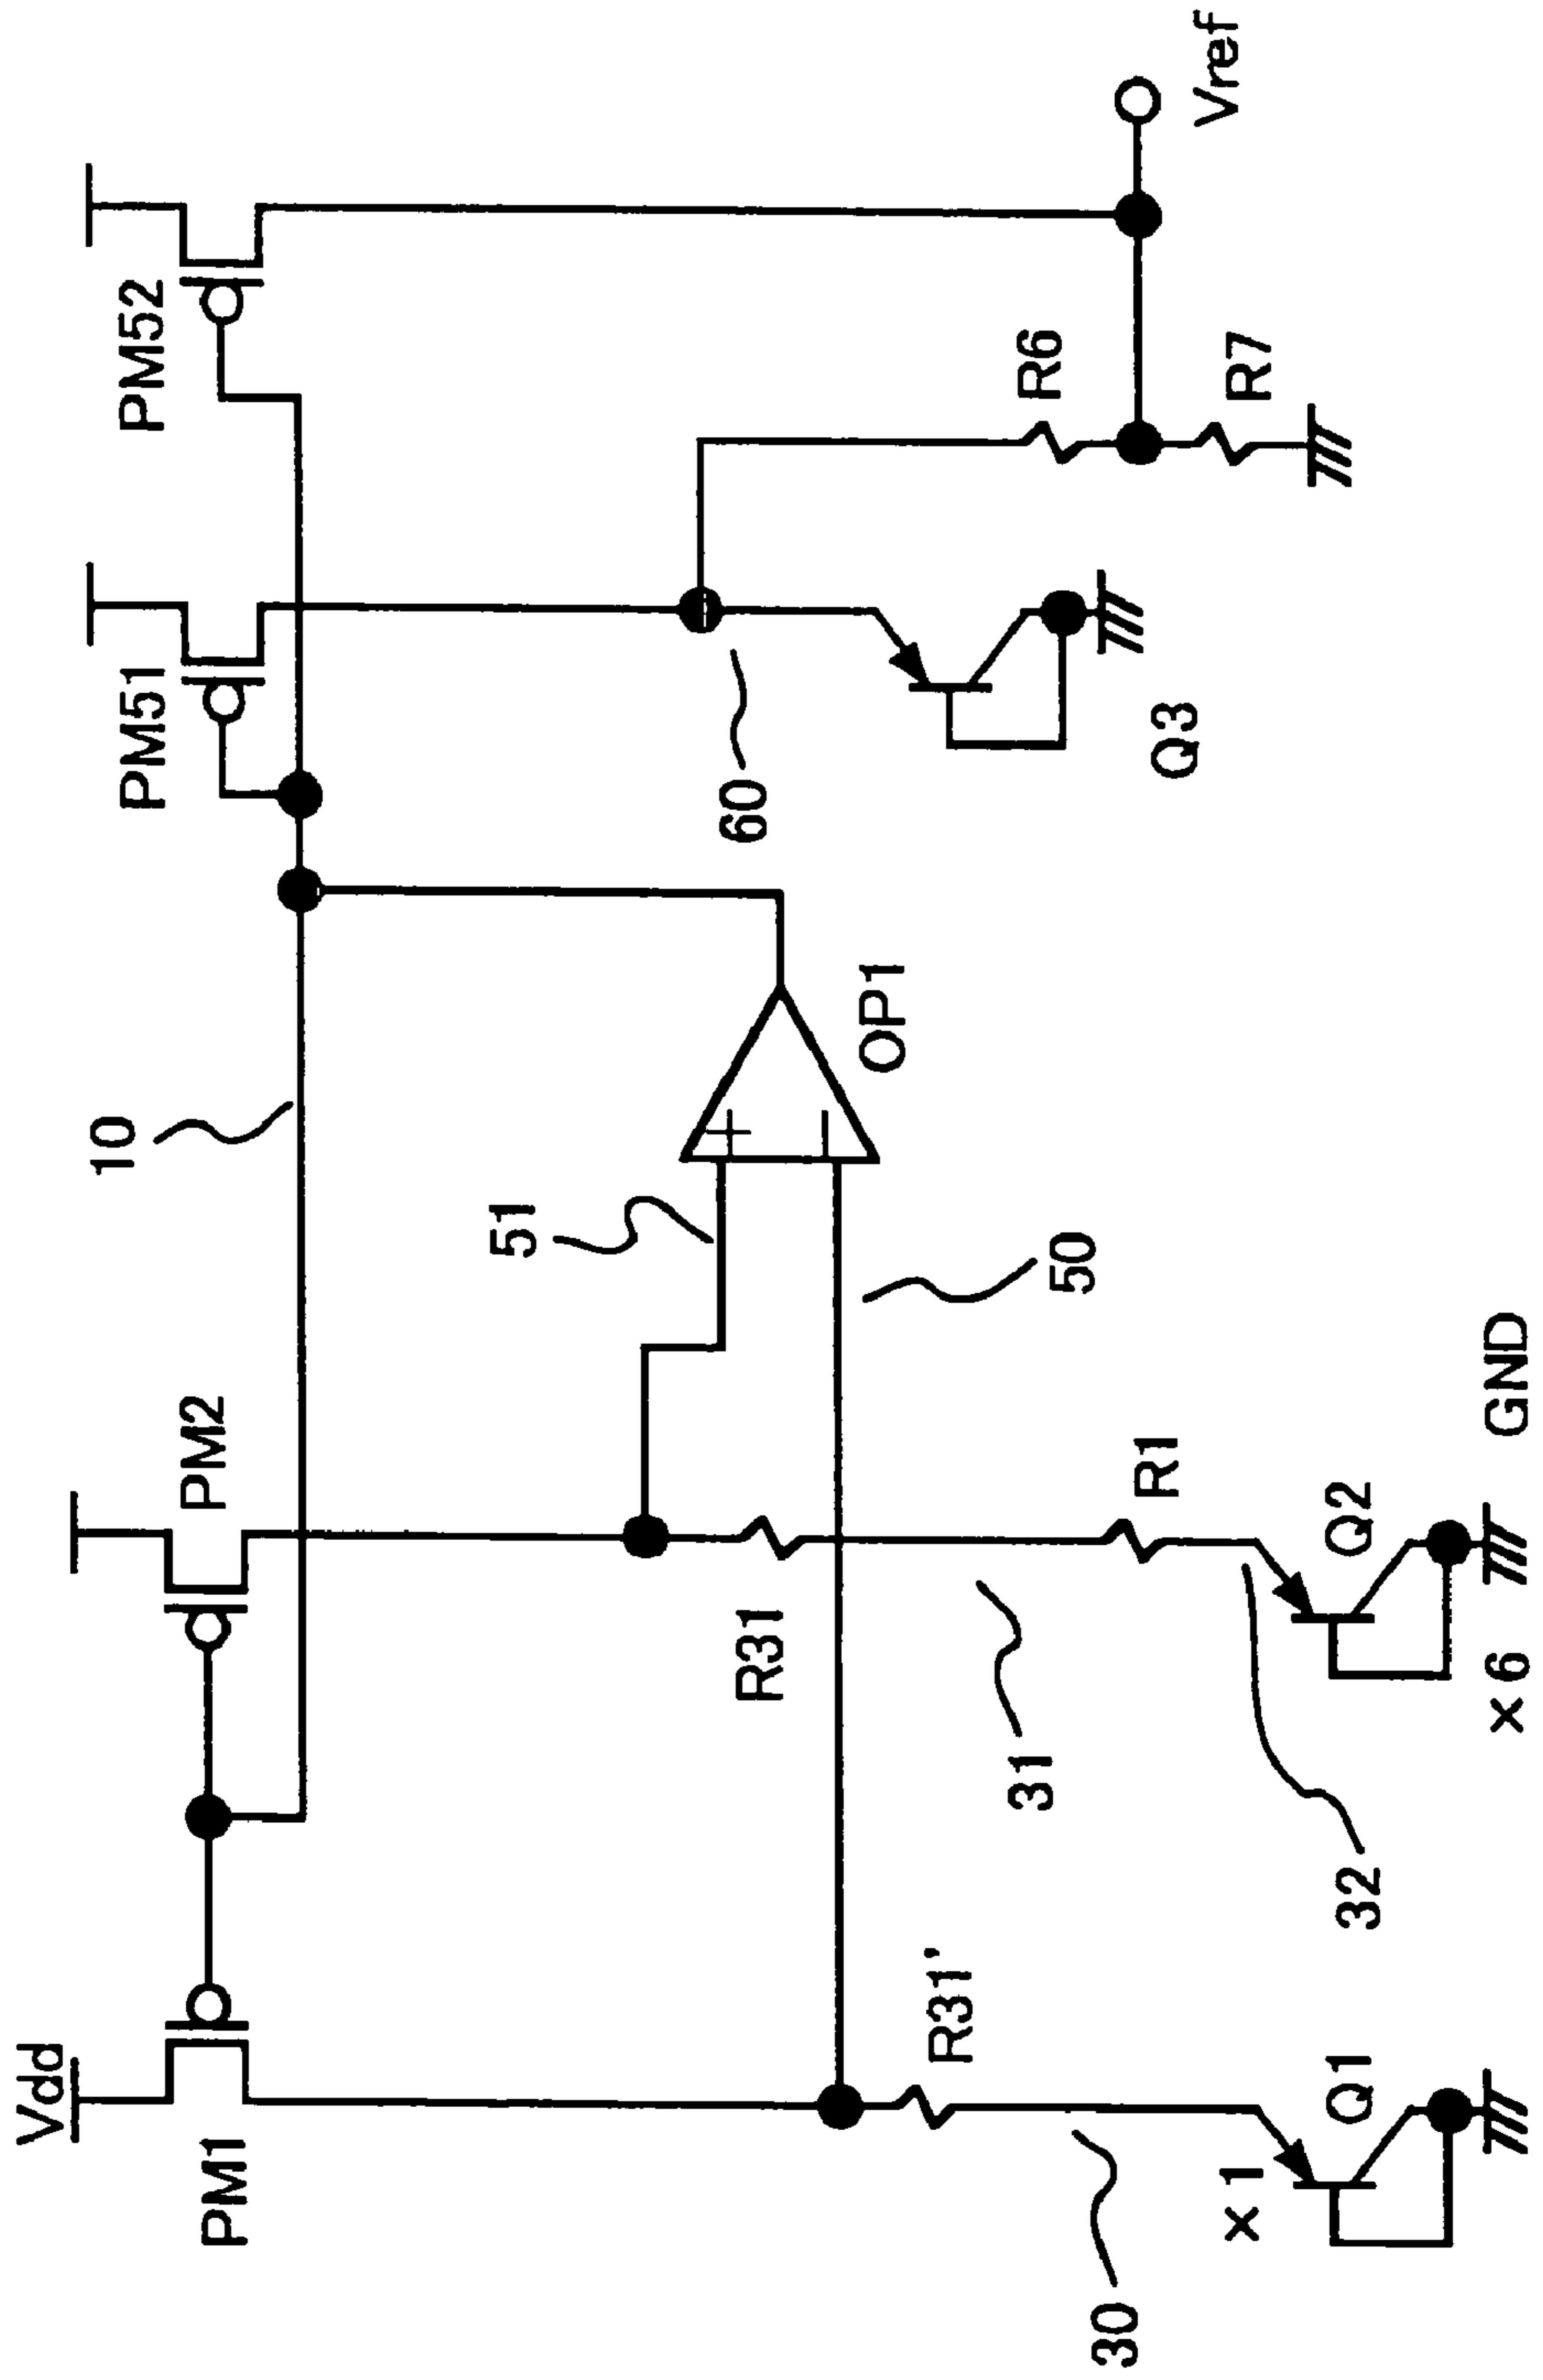 Vdd
PM1
PM2
10
PM51
PM52
51
50
OP1
60
Q3
R6
R7
Vref
R31
31
R1
R31'
30
32
× 1
Q1
Q2
× 6
GND